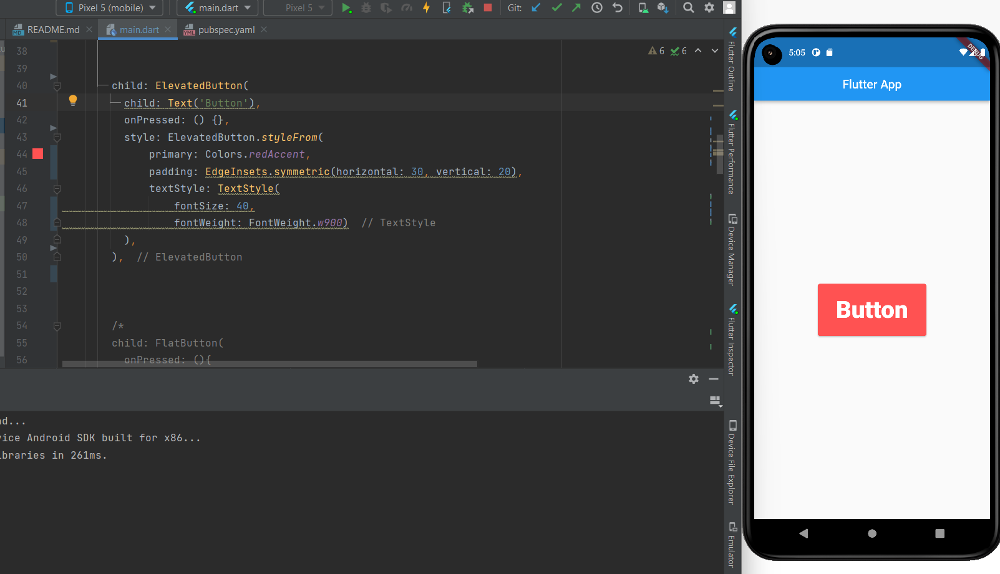 Pixel 5 (mobile) main.dart Pixel 5 Git:
README.md main.dart pubspec.yaml
6 6
38
39
40 child: ElevatedButton(
41 child: Text('Button'),
42 onPressed: () {},
43 style: ElevatedButton.styleFrom(
44 primary: Colors.redAccent,
45 padding: EdgeInsets.symmetric(horizontal: 30, vertical: 20),
46 textStyle: TextStyle(
47 fontSize: 40,
48 fontWeight: FontWeight.w900) // TextStyle
49 ),
50 ), // ElevatedButton
51
52
53
54 /*
55 child: FlatButton(
56 onPressed: (){
nd...
vice Android SDK built for x86...
ibraries in 261ms.
Flutter Outline
Flutter Performance
Device Manager
Flutter Inspector
Device File Explorer
Emulator
5:05
DEBUG
Flutter App
Button